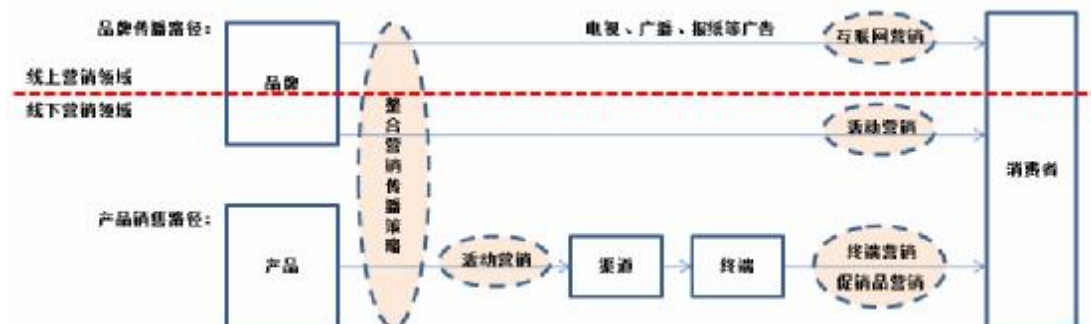 品牌传播路径：
电视、广播、报纸等广告
互联网营销
线上营销领域
品牌
线下营销领域
整合营销传播策略
活动营销
消费者
产品销售路径：
产品
活动营销
渠道
终端
终端营销
促销品营销